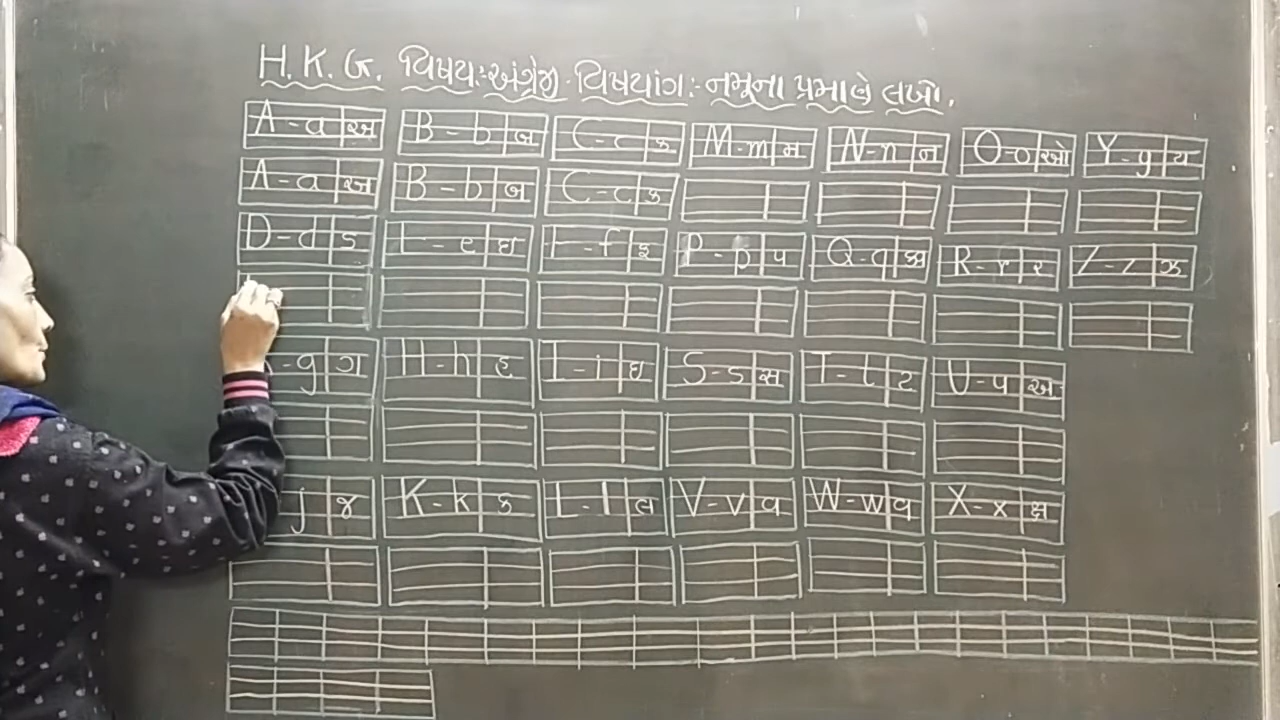 H. K. G. વિષય:-અંગ્રેજી. વિષયાંગ:- નમૂના પ્રમાણે લખો.
A-a અ B-b બ C-c ક M-m મ N-n ન O-o ઓ Y-y ય
A-a અ B-b બ C-c ક
D-d ડ E-e ઇ F-f ફ P-p પ Q-q ક્વ R-r ર Z-z ઝ
-g ગ H-h હ I-i ઇ S-s સ T-t ટ U-u અ
j જ K-k ક L-l લ V-v વ W-w વ X-x ક્ષ